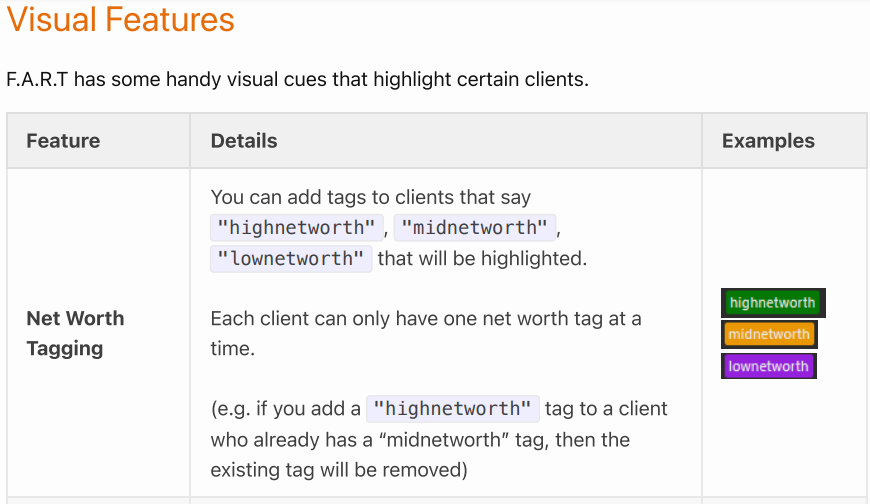 Visual Features
F.A.R.T has some handy visual cues that highlight certain clients.
Feature
Details
Examples
Net Worth
Tagging
You can add tags to clients that say
"highnetworth", "midnetworth",
"lownetworth" that will be highlighted.
Each client can only have one net worth tag at a
time.
(e.g. if you add a "highnetworth" tag to a client
who already has a “midnetworth” tag, then the
existing tag will be removed)
highnetworth
midnetworth
lownetworth